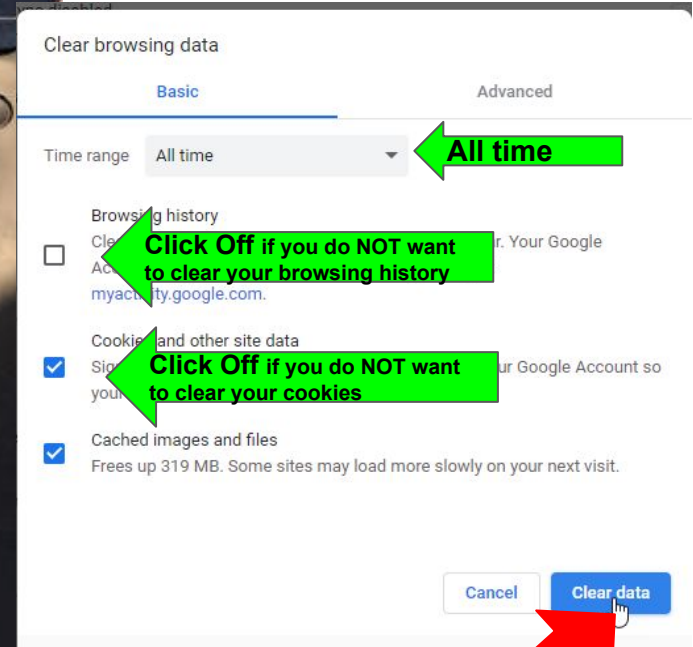 Clear browsing data
Basic Advanced
Time range All time All time
Browsing history
Click Off if you do NOT want r. Your Google
to clear your browsing history
myactivity.google.com.
Cookies and other site data
Click Off if you do NOT want ur Google Account so
to clear your cookies
Cached images and files
Frees up 319 MB. Some sites may load more slowly on your next visit.
Cancel Clear data